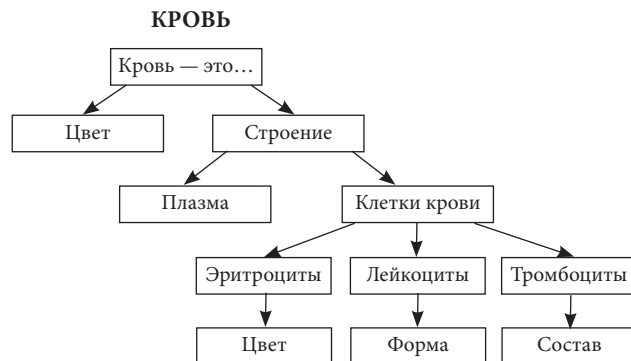 КРОВЬ
Кровь — это…
Цвет
Строение
Плазма
Клетки крови
Эритроциты
Лейкоциты
Тромбоциты
Цвет
Форма
Состав